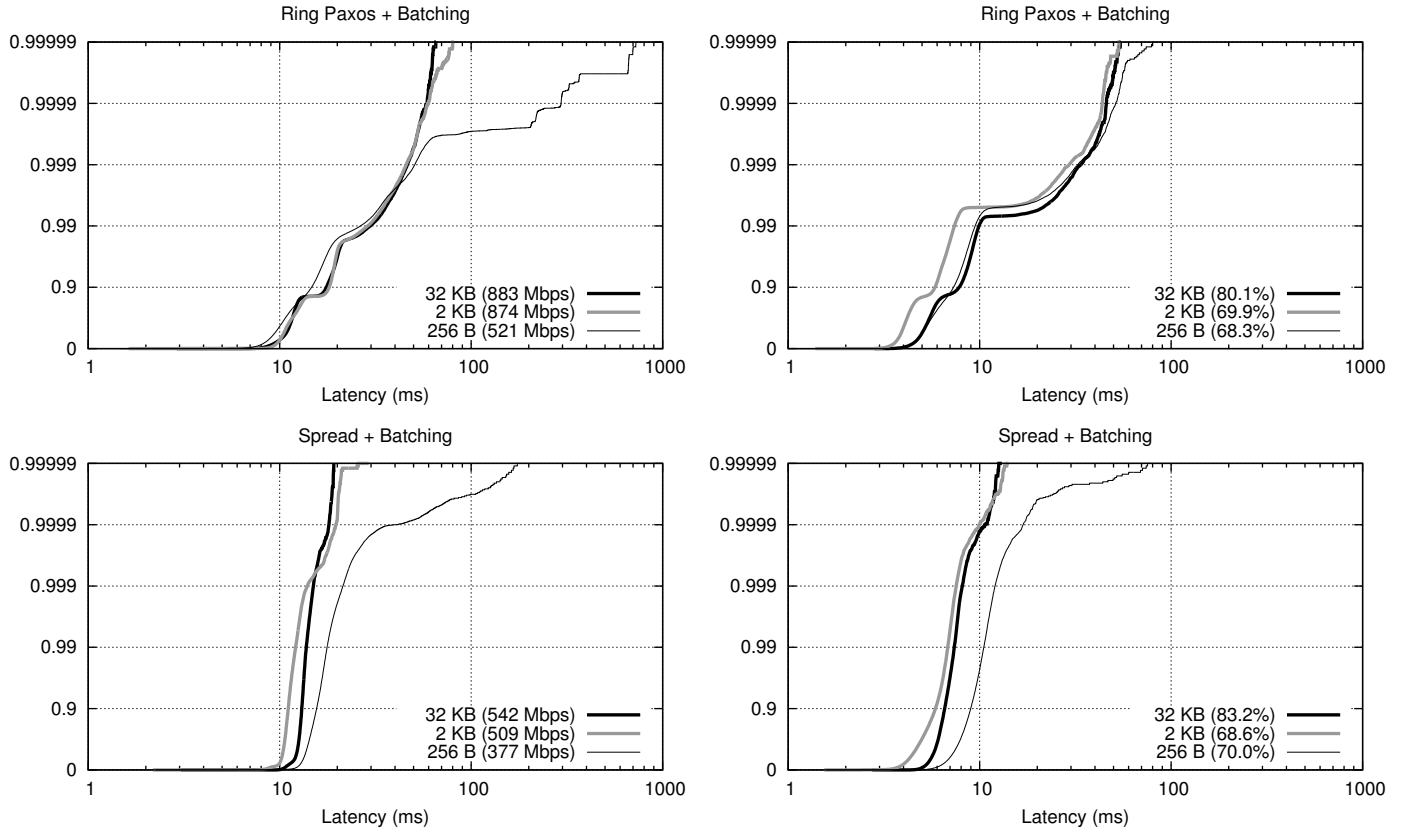 Ring Paxos + Batching
0.99999
0.9999
0.999
0.99
0.9
0
32 KB (883 Mbps)
2 KB (874 Mbps)
256 B (521 Mbps)
1 10 100 1000
Latency (ms)
Ring Paxos + Batching
0.99999
0.9999
0.999
0.99
0.9
0
32 KB (80.1%)
2 KB (69.9%)
256 B (68.3%)
1 10 100 1000
Latency (ms)
Spread + Batching
0.99999
0.9999
0.999
0.99
0.9
0
32 KB (542 Mbps)
2 KB (509 Mbps)
256 B (377 Mbps)
1 10 100 1000
Latency (ms)
Spread + Batching
0.99999
0.9999
0.999
0.99
0.9
0
32 KB (83.2%)
2 KB (68.6%)
256 B (70.0%)
1 10 100 1000
Latency (ms)